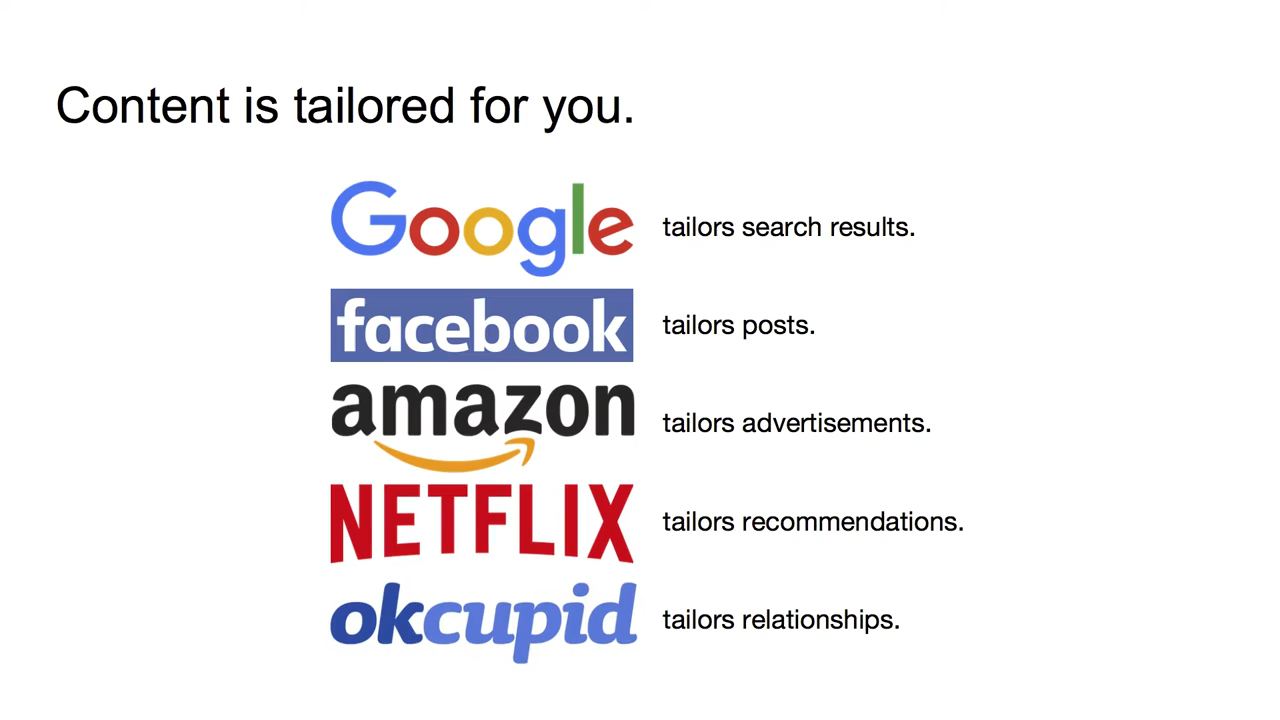 Content is tailored for you.
Google tailors search results.
facebook tailors posts.
amazon tailors advertisements.
NETFLIX tailors recommendations.
okcupid tailors relationships.